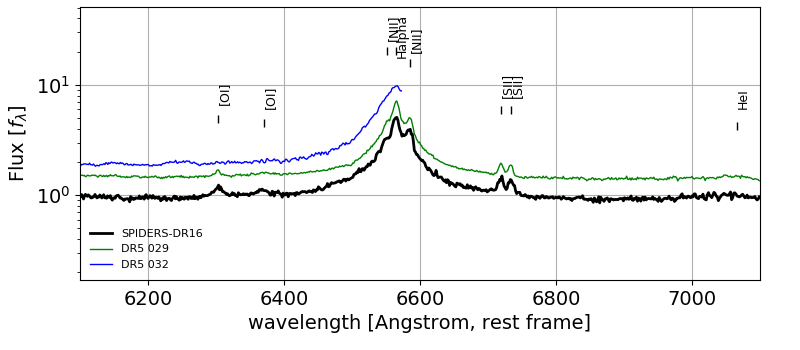 [NII]
Halpha
[NII]
[OI]
[OI]
[SII]
[SII]
HeI
10¹
10⁰
Flux [fλ]
SPIDERS-DR16
DR5 029
DR5 032
6200 6400 6600 6800 7000
wavelength [Angstrom, rest frame]